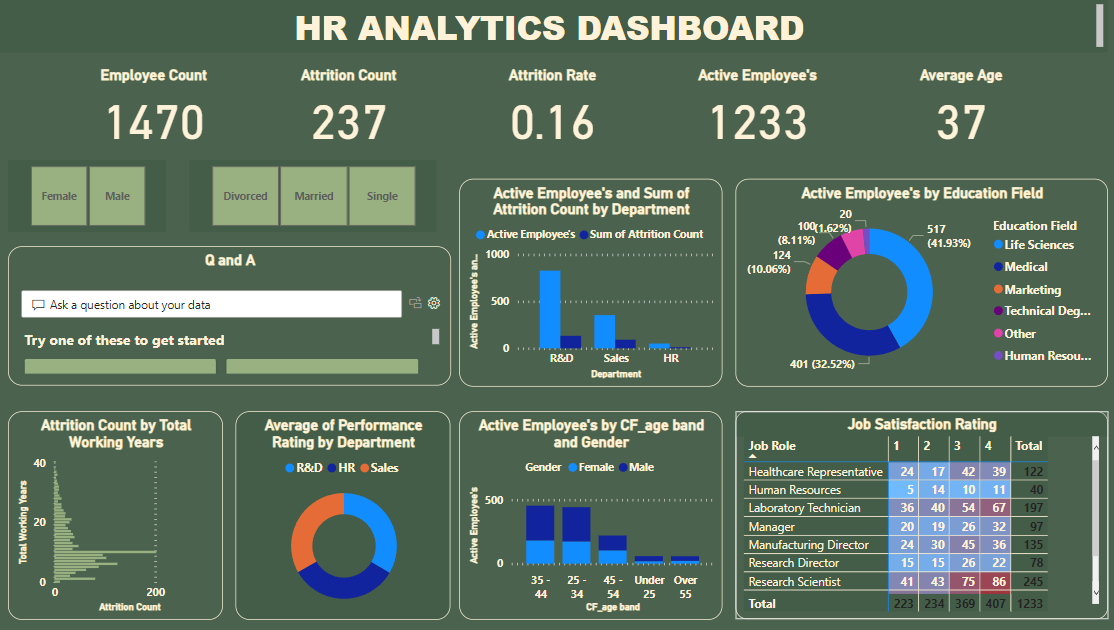 HR ANALYTICS DASHBOARD
Employee Count
Attrition Count
Attrition Rate
Active Employee's
Average Age
1470
237
0.16
1233
37
Female
Male
Divorced
Married
Single
Q and A
Ask a question about your data
Try one of these to get started
Active Employee's and Sum of
Attrition Count by Department
Active Employee's
Sum of Attrition Count
Active Employee's an...
1000
500
0
R&D
Sales
HR
Department
Active Employee's by Education Field
20
(1.62%)
100
(8.11%)
124
(10.06%)
517
(41.93%)
401 (32.52%)
Education Field
Life Sciences
Medical
Marketing
Technical Deg...
Other
Human Resou...
Attrition Count by Total
Working Years
Total Working Years
40
20
0
0
200
Attrition Count
Average of Performance
Rating by Department
R&D
HR
Sales
Active Employee's by CF_age band
and Gender
Gender
Female
Male
Active Employee's
500
0
35 -
44
25 -
34
45 -
54
Under
25
Over
55
CF_age band
Job Satisfaction Rating
Job Role 1 2 3 4 Total
Healthcare Representative 24 17 42 39 122
Human Resources 5 14 10 11 40
Laboratory Technician 36 40 54 67 197
Manager 20 19 26 32 97
Manufacturing Director 24 30 45 36 135
Research Director 15 15 26 22 78
Research Scientist 41 43 75 86 245
Total 223 234 369 407 1233